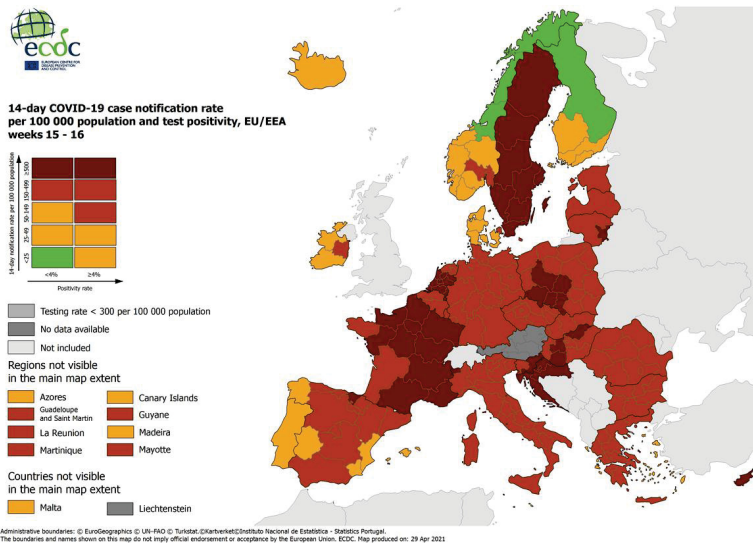 ecdc
EUROPEAN CENTRE FOR
DISEASE PREVENTION
AND CONTROL
14-day COVID-19 case notification rate
per 100 000 population and test positivity, EU/EEA
weeks 15 - 16
14-day notification rate per 100 000 population
≥500
150-499
50-149
25-49
<25
<4%
≥4%
Positivity rate
Testing rate < 300 per 100 000 population
No data available
Not included
Regions not visible
in the main map extent
Azores
Canary Islands
Guadeloupe
and Saint Martin
Guyane
La Reunion
Madeira
Martinique
Mayotte
Countries not visible
in the main map extent
Malta
Liechtenstein
Administrative boundaries: © EuroGeographics © UN–FAO © Turkstat.©Kartverket©Instituto Nacional de Estatística - Statistics Portugal.
The boundaries and names shown on this map do not imply official endorsement or acceptance by the European Union. ECDC. Map produced on: 29 Apr 2021